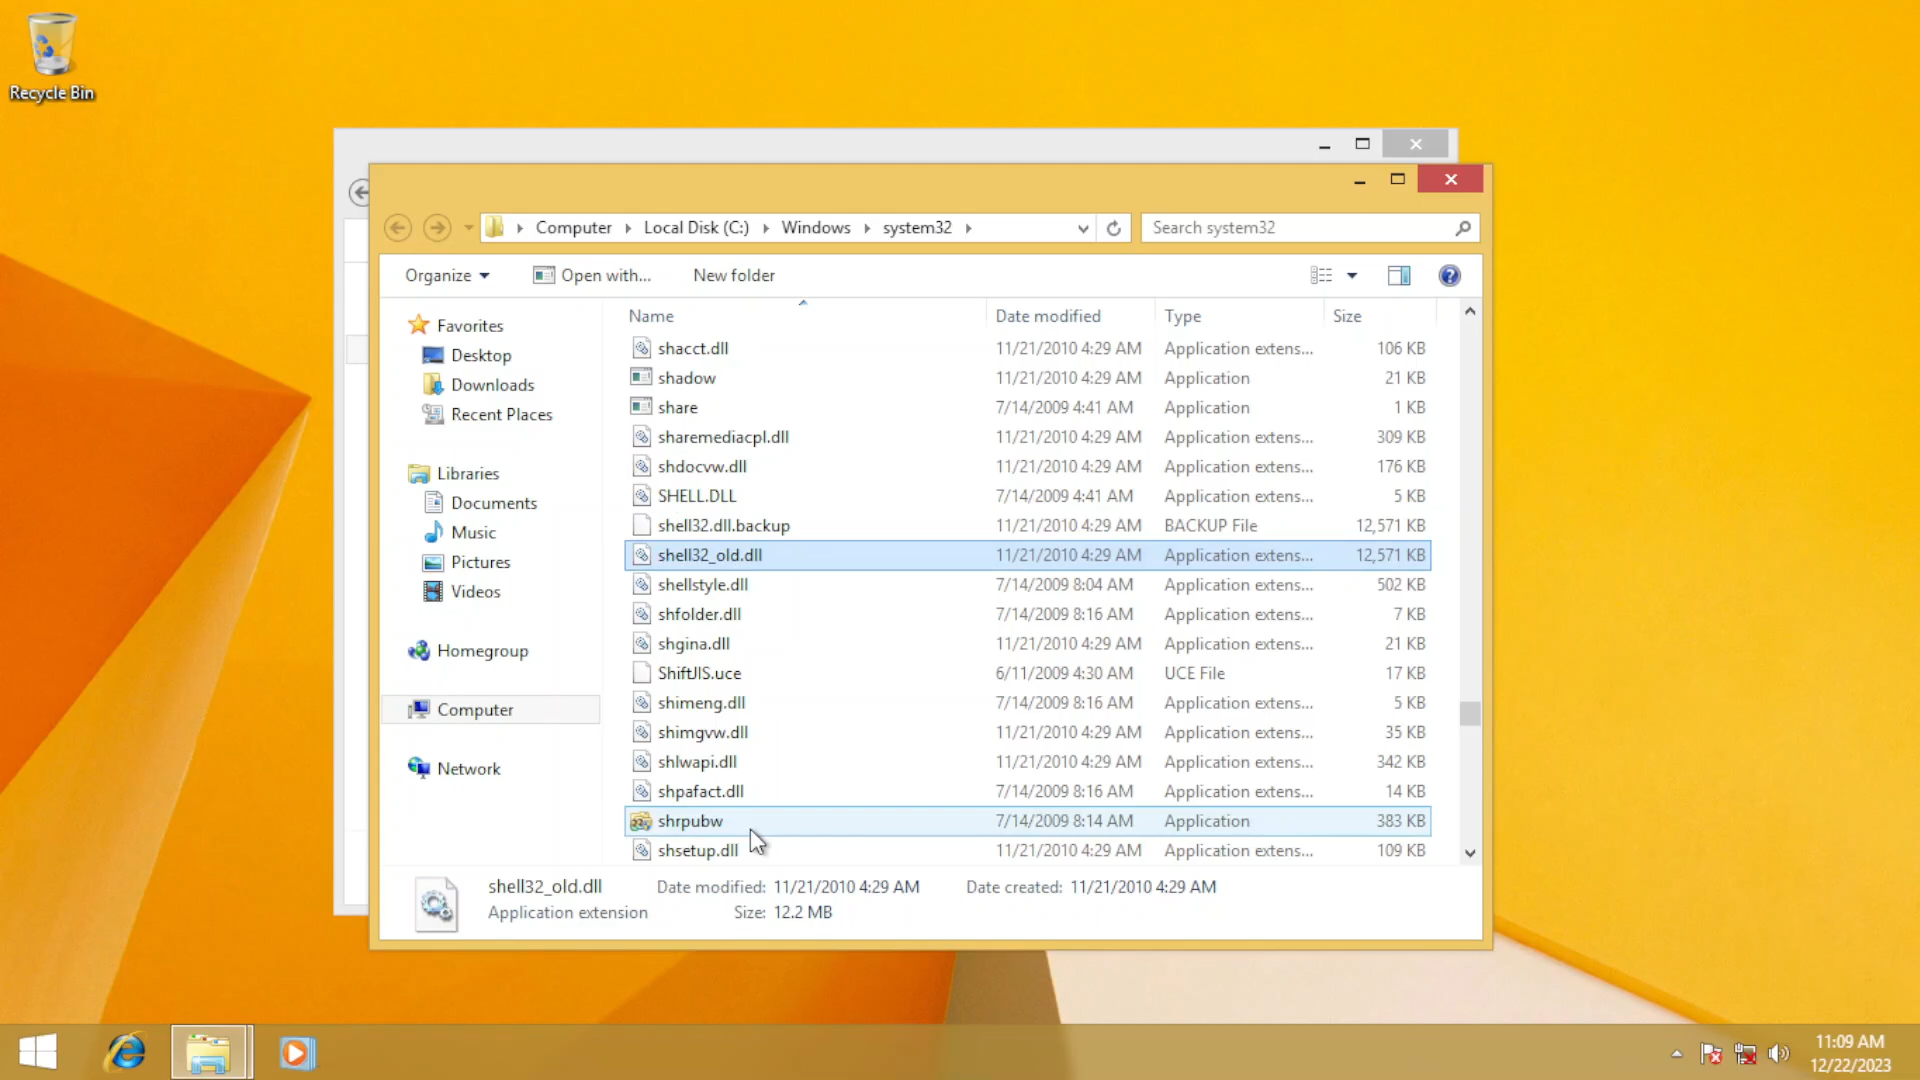 Recycle Bin
Computer Local Disk (C:) Windows system32
Search system32
Organize Open with... New folder
Name Date modified Type Size
Favorites
Desktop
Downloads
Recent Places
Libraries
Documents
Music
Pictures
Videos
Homegroup
Computer
Network
shacct.dll 11/21/2010 4:29 AM Application extens... 106 KB
shadow 11/21/2010 4:29 AM Application 21 KB
share 7/14/2009 4:41 AM Application 1 KB
sharemediacpl.dll 11/21/2010 4:29 AM Application extens... 309 KB
shdocvw.dll 11/21/2010 4:29 AM Application extens... 176 KB
SHELL.DLL 7/14/2009 4:41 AM Application extens... 5 KB
shell32.dll.backup 11/21/2010 4:29 AM BACKUP File 12,571 KB
shell32_old.dll 11/21/2010 4:29 AM Application extens... 12,571 KB
shellstyle.dll 7/14/2009 8:04 AM Application extens... 502 KB
shfolder.dll 7/14/2009 8:16 AM Application extens... 7 KB
shgina.dll 11/21/2010 4:29 AM Application extens... 21 KB
ShiftJIS.uce 6/11/2009 4:30 AM UCE File 17 KB
shimeng.dll 7/14/2009 8:16 AM Application extens... 5 KB
shimgvw.dll 11/21/2010 4:29 AM Application extens... 35 KB
shlwapi.dll 11/21/2010 4:29 AM Application extens... 342 KB
shpafact.dll 7/14/2009 8:16 AM Application extens... 14 KB
shrpubw 7/14/2009 8:14 AM Application 383 KB
shsetup.dll 11/21/2010 4:29 AM Application extens... 109 KB
shell32_old.dll Date modified: 11/21/2010 4:29 AM Date created: 11/21/2010 4:29 AM
Application extension Size: 12.2 MB
11:09 AM
12/22/2023